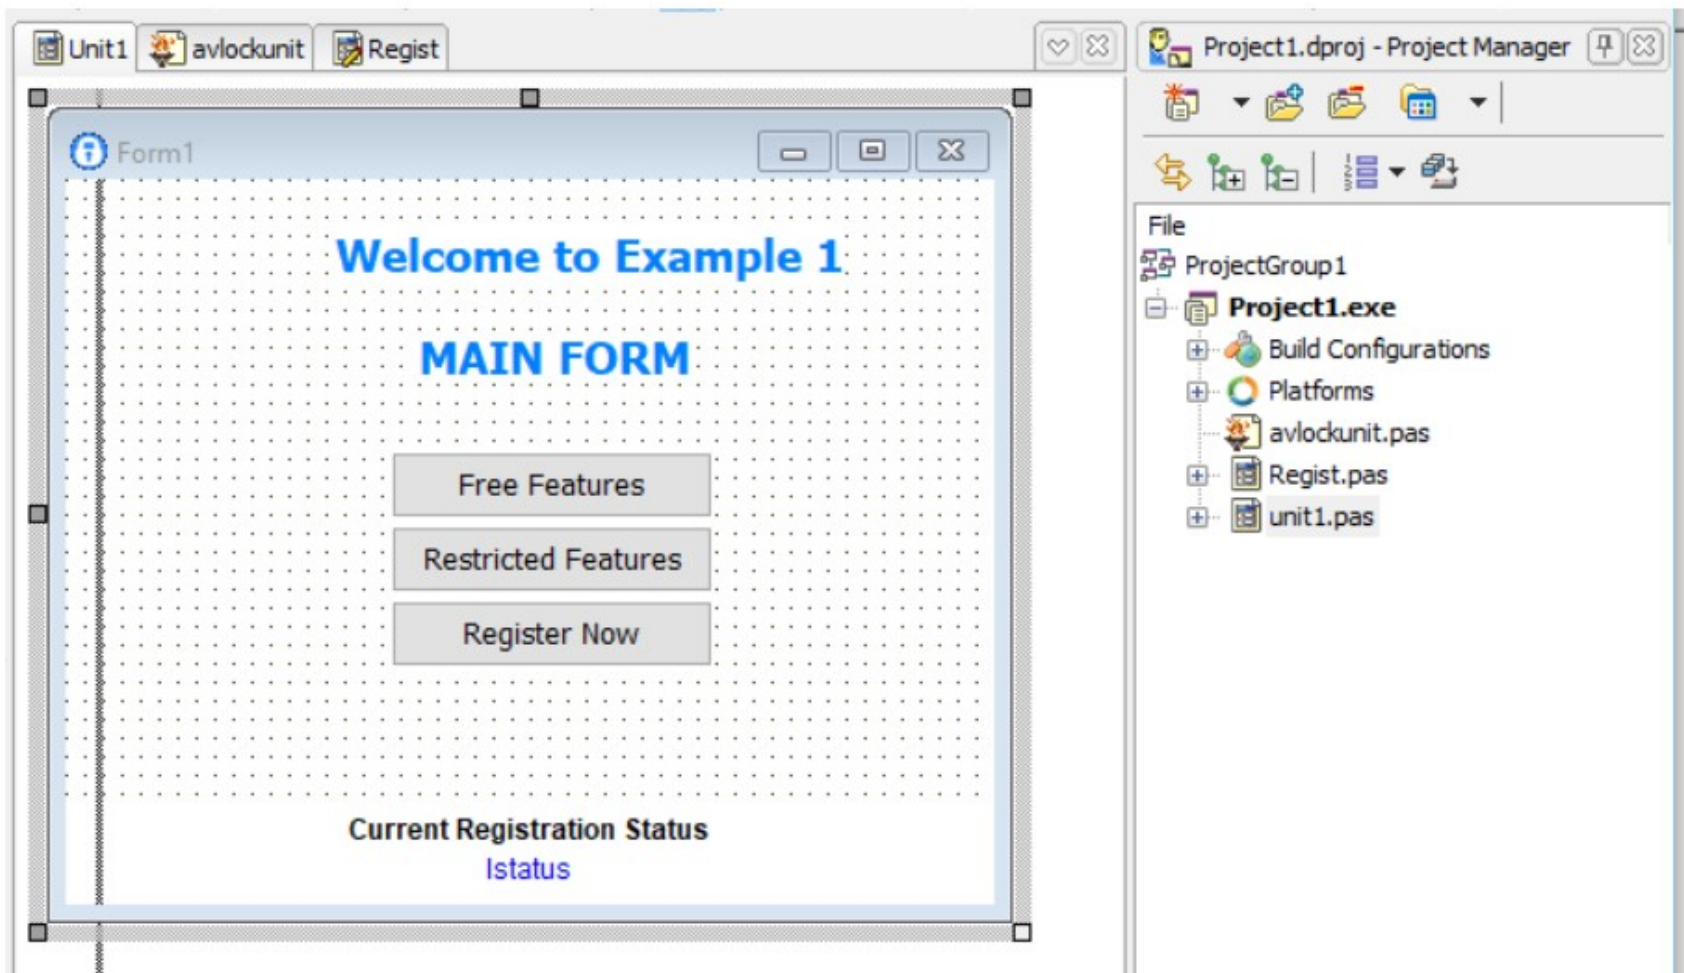 Unit1 avlockunit Regist
Form1
Welcome to Example 1
MAIN FORM
Free Features
Restricted Features
Register Now
Current Registration Status
lstatus
Project1.dproj - Project Manager
File
ProjectGroup1
Project1.exe
Build Configurations
Platforms
avlockunit.pas
Regist.pas
unit1.pas